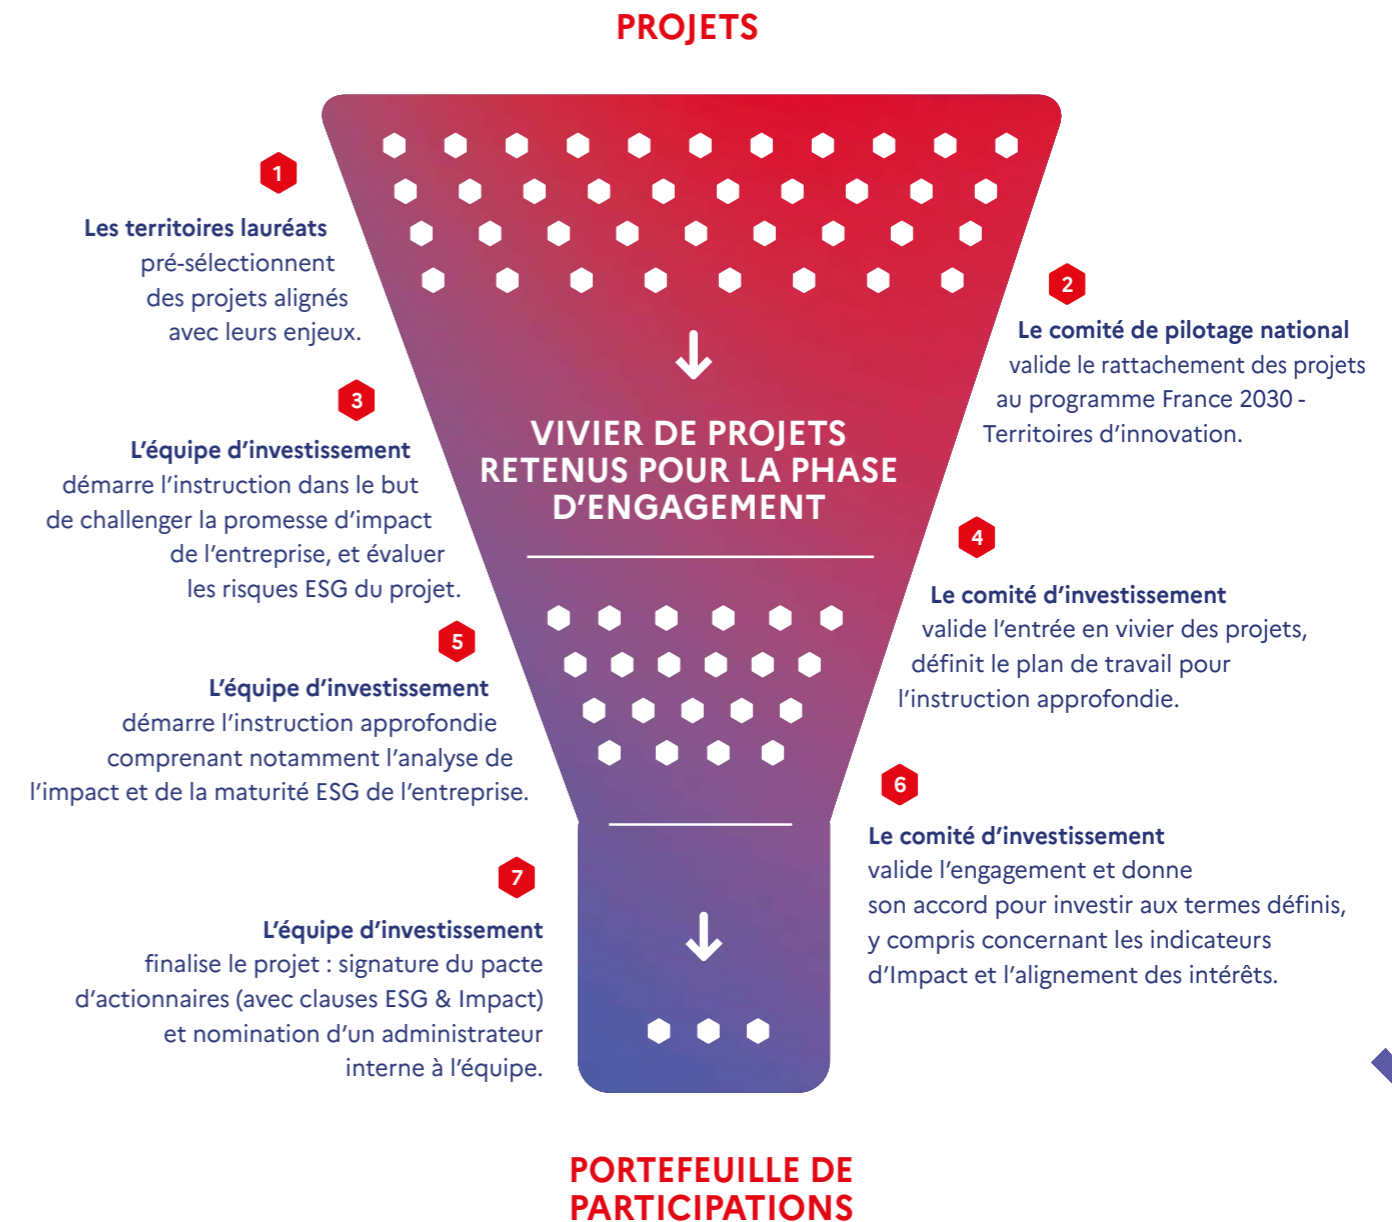 PROJETS
1
Les territoires lauréats
pré-sélectionnent
des projets alignés
avec leurs enjeux.
2
Le comité de pilotage national
valide le rattachement des projets
au programme France 2030 -
Territoires d’innovation.
3
L’équipe d’investissement
démarre l’instruction dans le but
de challenger la promesse d’impact
de l’entreprise, et évaluer
les risques ESG du projet.
VIVIER DE PROJETS
RETENUS POUR LA PHASE
D’ENGAGEMENT
4
Le comité d’investissement
valide l’entrée en vivier des projets,
définit le plan de travail pour
l’instruction approfondie.
5
L’équipe d’investissement
démarre l’instruction approfondie
comprenant notamment l’analyse de
l’impact et de la maturité ESG de l’entreprise.
6
Le comité d’investissement
valide l’engagement et donne
son accord pour investir aux termes définis,
y compris concernant les indicateurs
d’Impact et l’alignement des intérêts.
7
L’équipe d’investissement
finalise le projet : signature du pacte
d’actionnaires (avec clauses ESG & Impact)
et nomination d’un administrateur
interne à l’équipe.
PORTEFEUILLE DE
PARTICIPATIONS